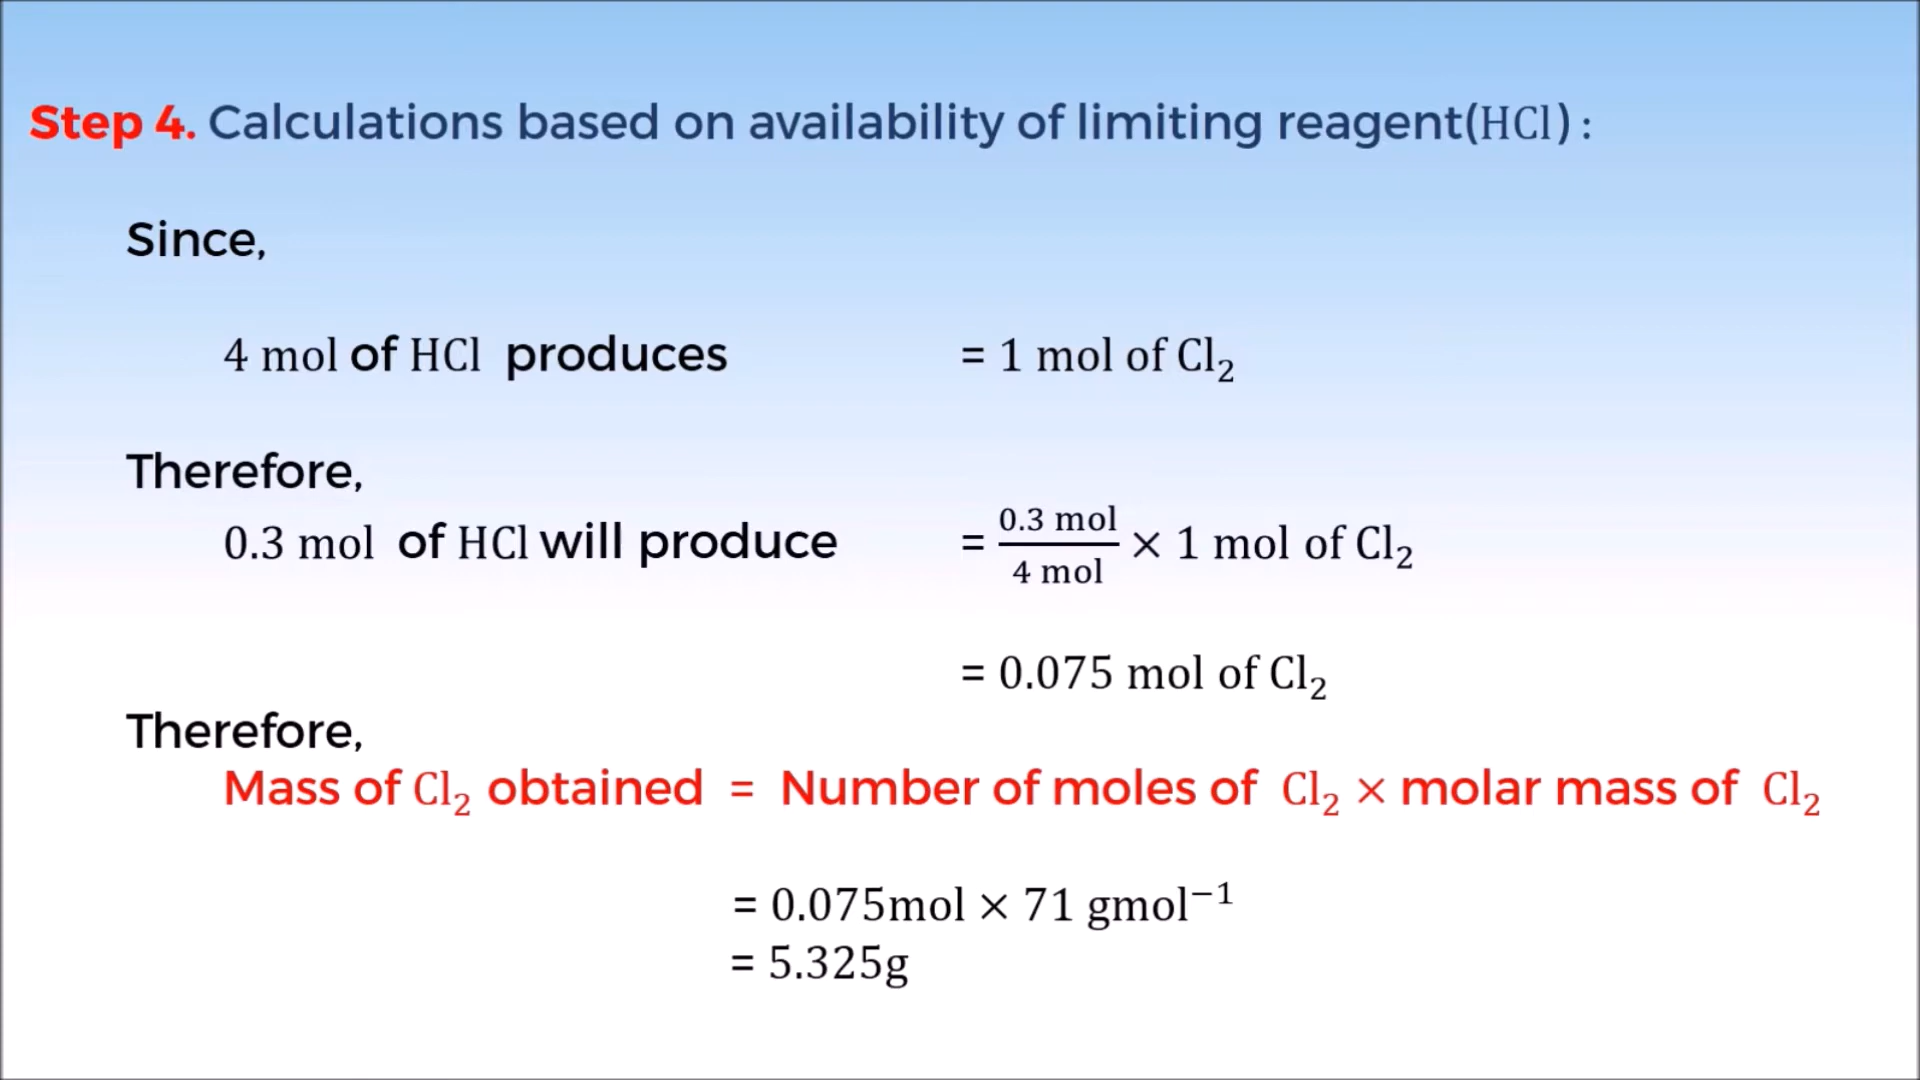 Step 4. Calculations based on availability of limiting reagent(HCl) :
Since,
4 mol of HCl produces = 1 mol of Cl₂
Therefore,
0.3 mol of HCl will produce = 0.3 mol / 4 mol × 1 mol of Cl₂
= 0.075 mol of Cl₂
Therefore,
Mass of Cl₂ obtained = Number of moles of Cl₂ × molar mass of Cl₂
= 0.075mol × 71 gmol⁻¹
= 5.325g